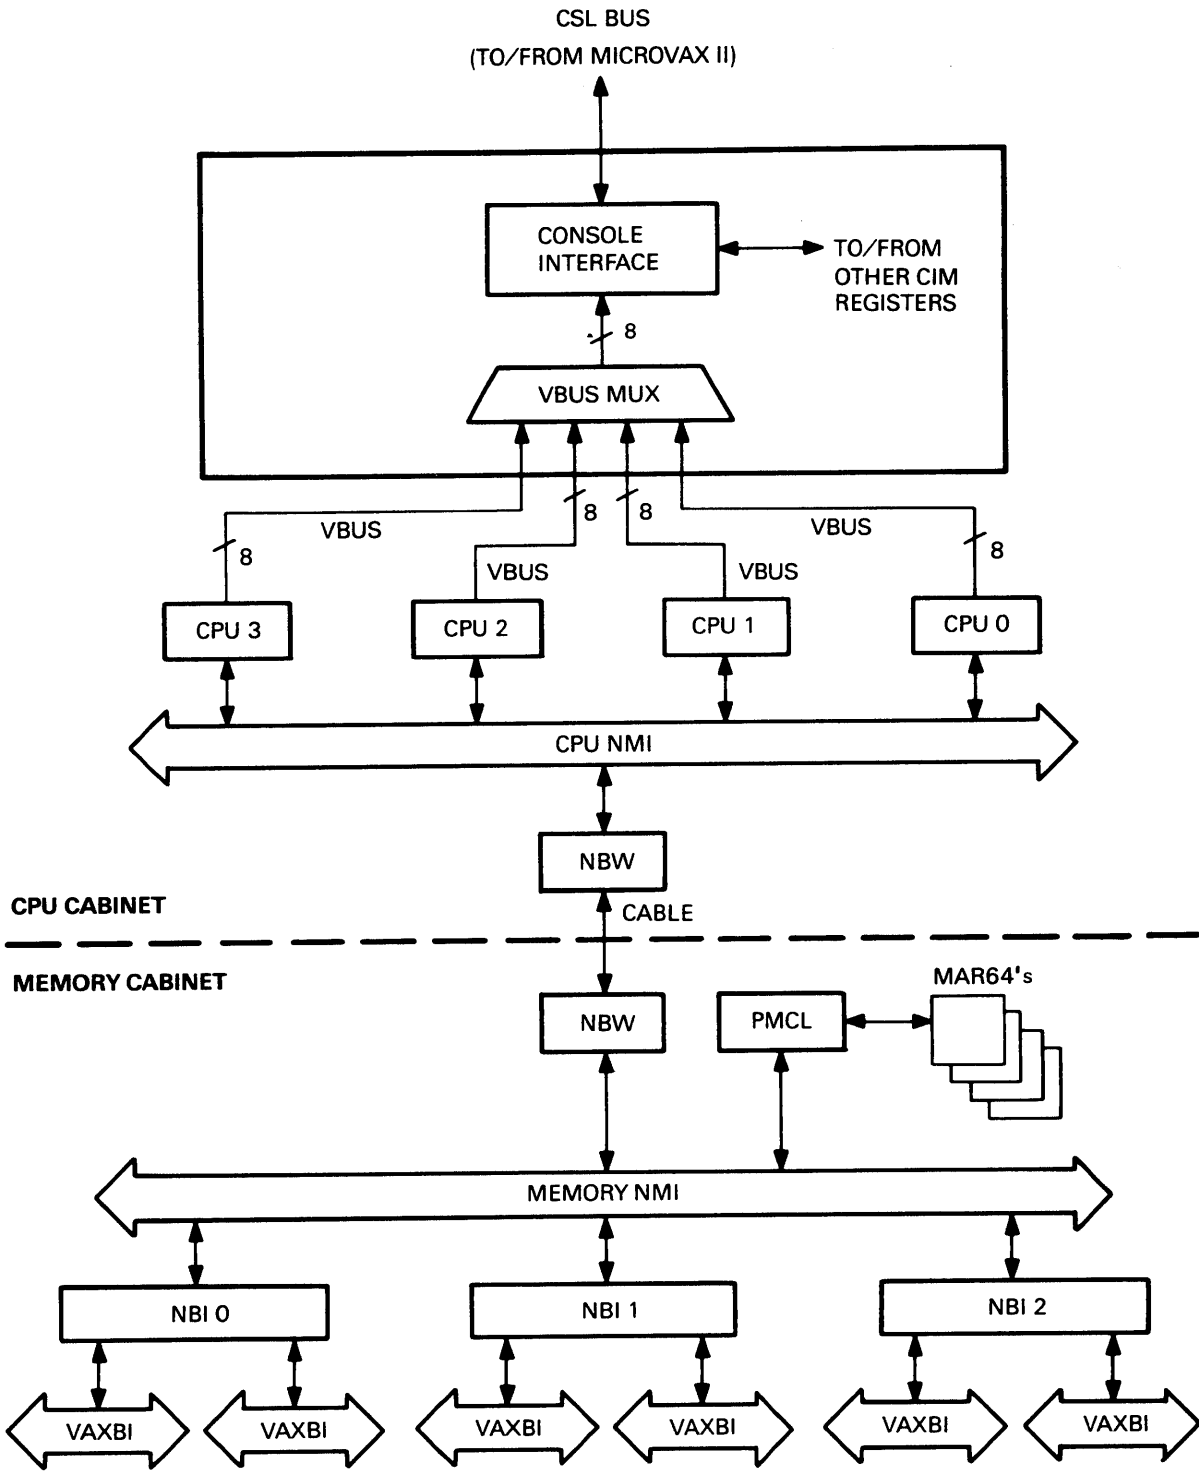 CSL BUS
(TO/FROM MICROVAX II)
CONSOLE
INTERFACE
TO/FROM
OTHER CIM
REGISTERS
8
VBUS MUX
8
8
VBUS
VBUS
8
8
VBUS
VBUS
CPU 3
CPU 2
CPU 1
CPU 0
CPU NMI
NBW
CPU CABINET
CABLE
MEMORY CABINET
MAR64's
NBW
PMCL
MEMORY NMI
NBI 0
NBI 1
NBI 2
VAXBI
VAXBI
VAXBI
VAXBI
VAXBI
VAXBI